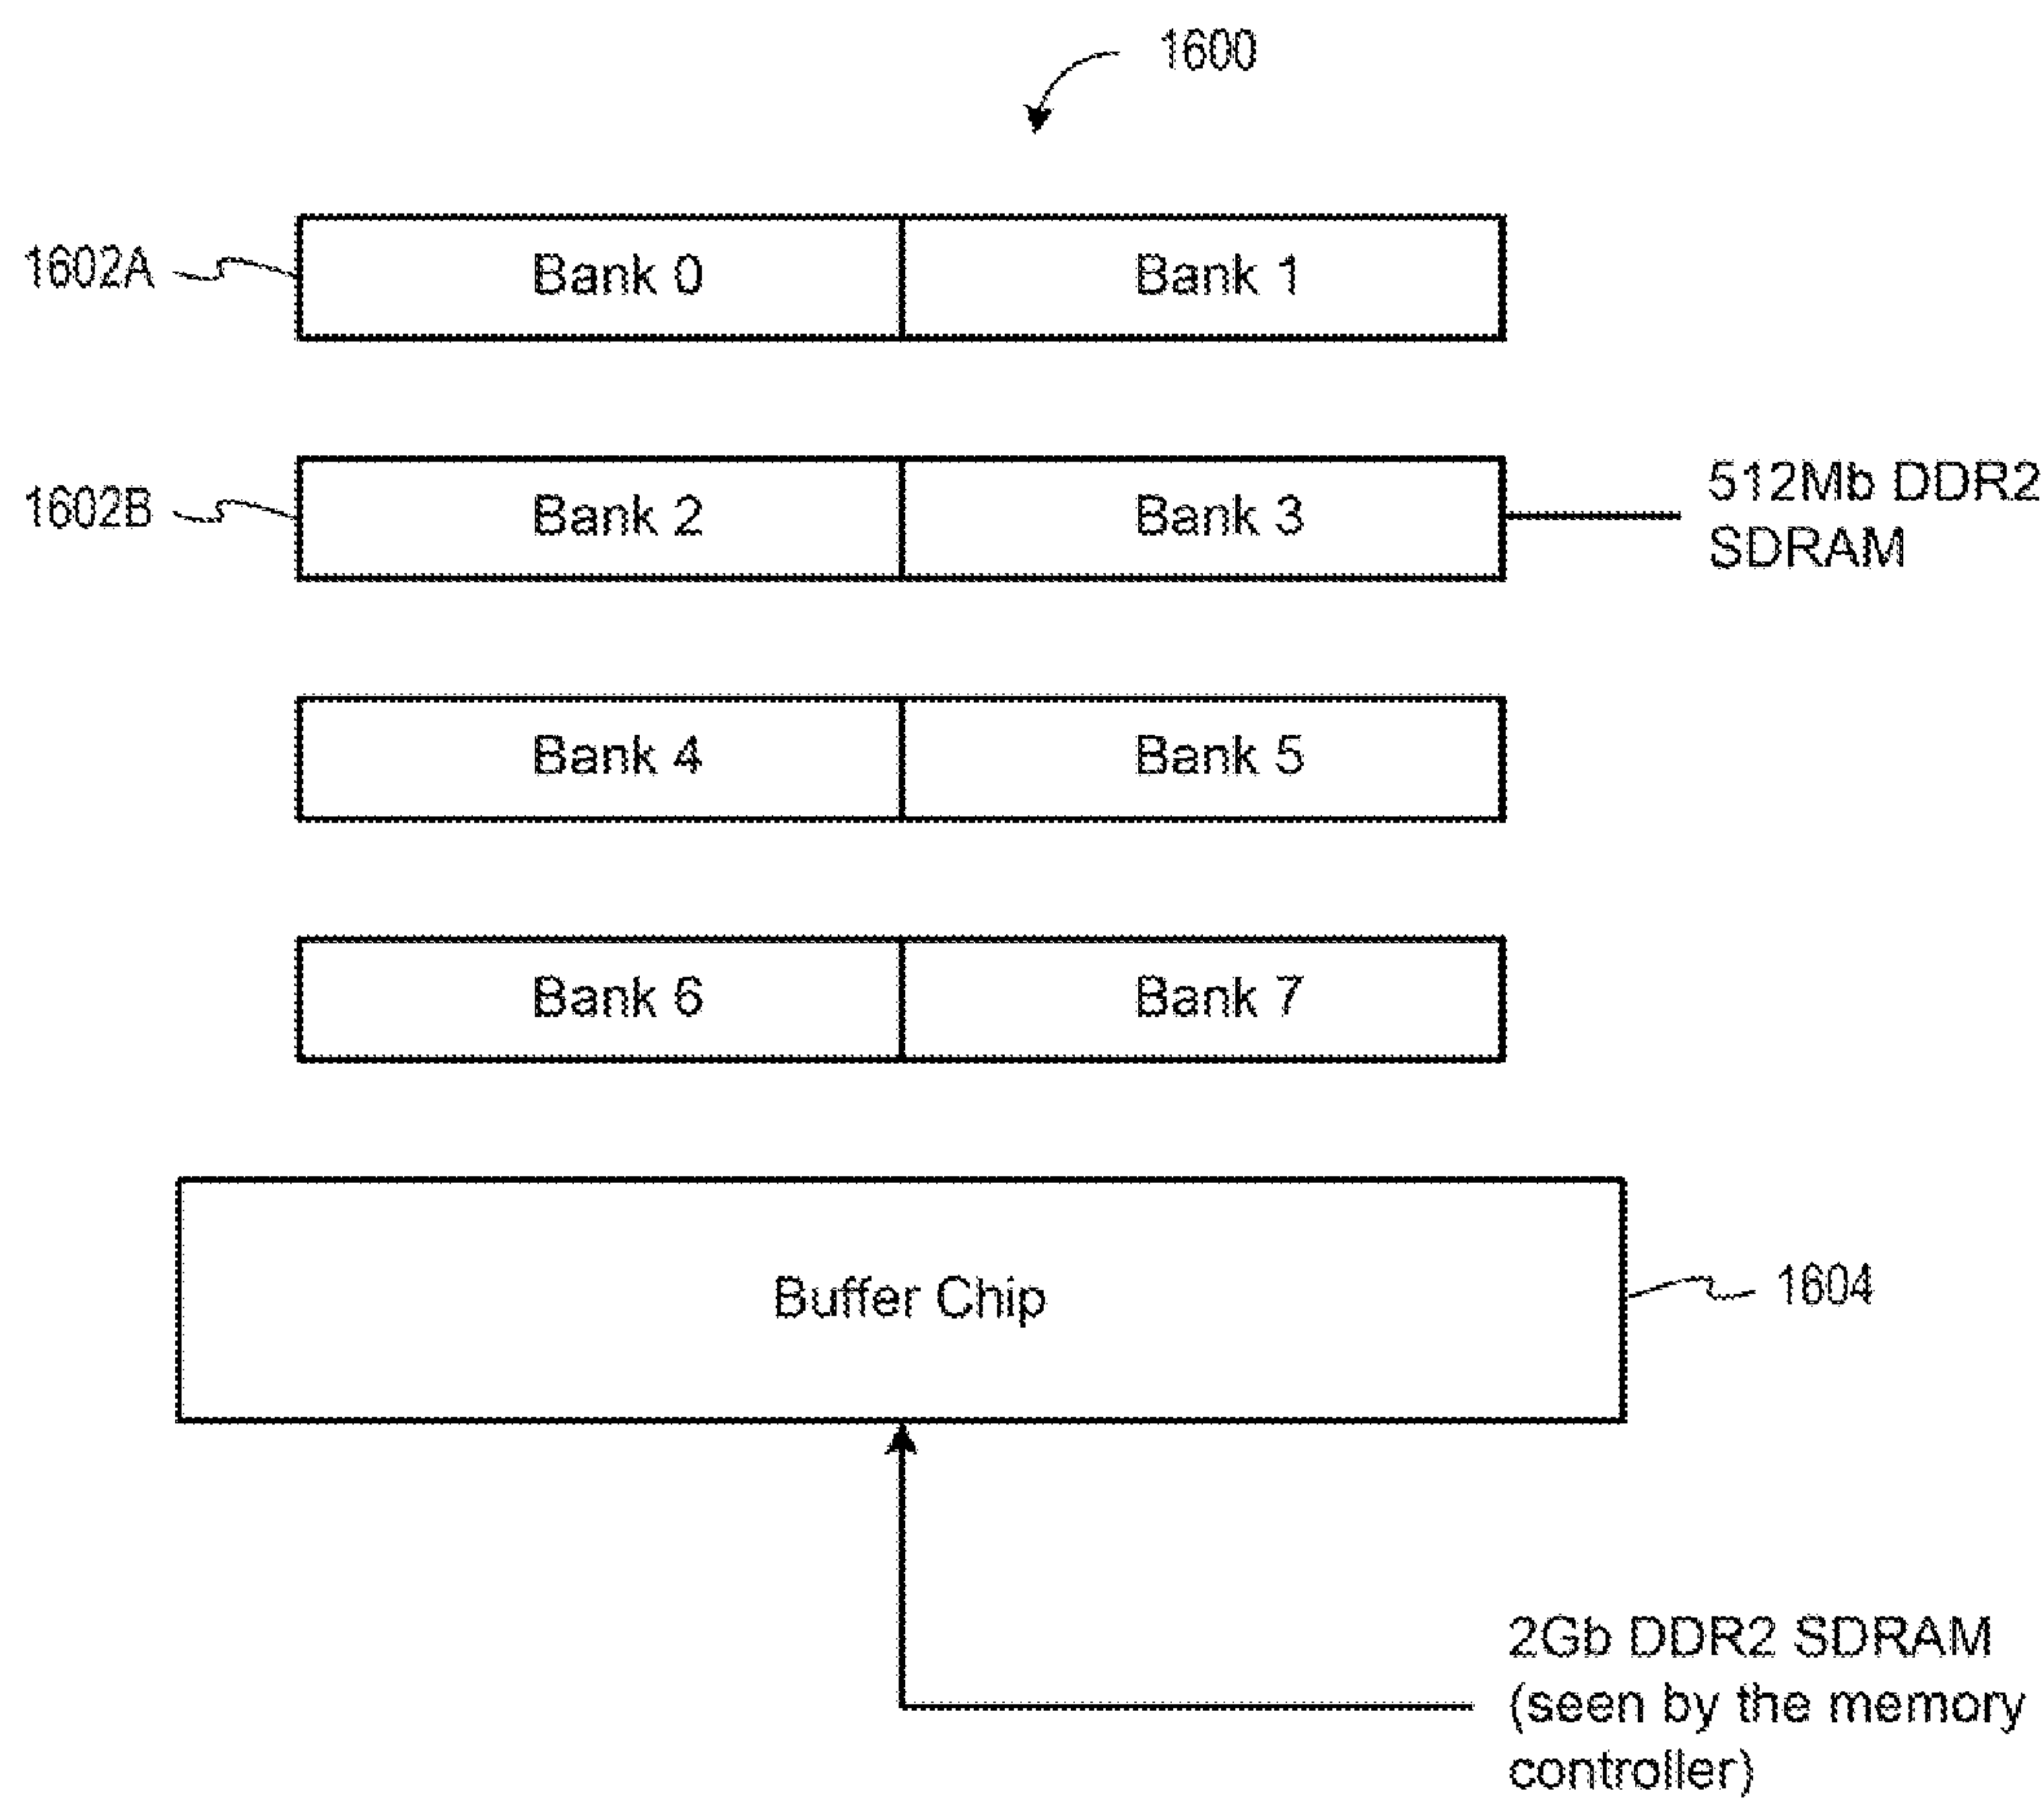 1600
1602A
Bank 0
Bank 1
1602B
Bank 2
Bank 3
512Mb DDR2
SDRAM
Bank 4
Bank 5
Bank 6
Bank 7
Buffer Chip
1604
2Gb DDR2 SDRAM
(seen by the memory
controller)